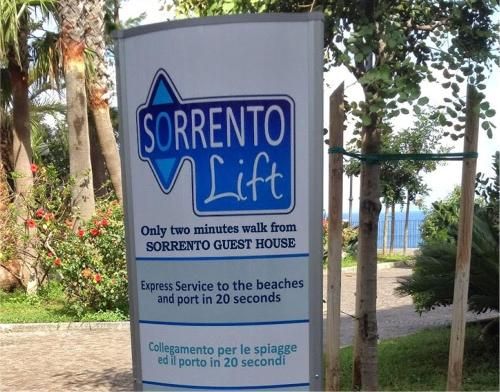 SORRENTO
Lift
Only two minutes walk from
SORRENTO GUEST HOUSE
Express Service to the beaches
and port in 20 seconds
Collegamento per le spiagge
ed il porto in 20 secondi